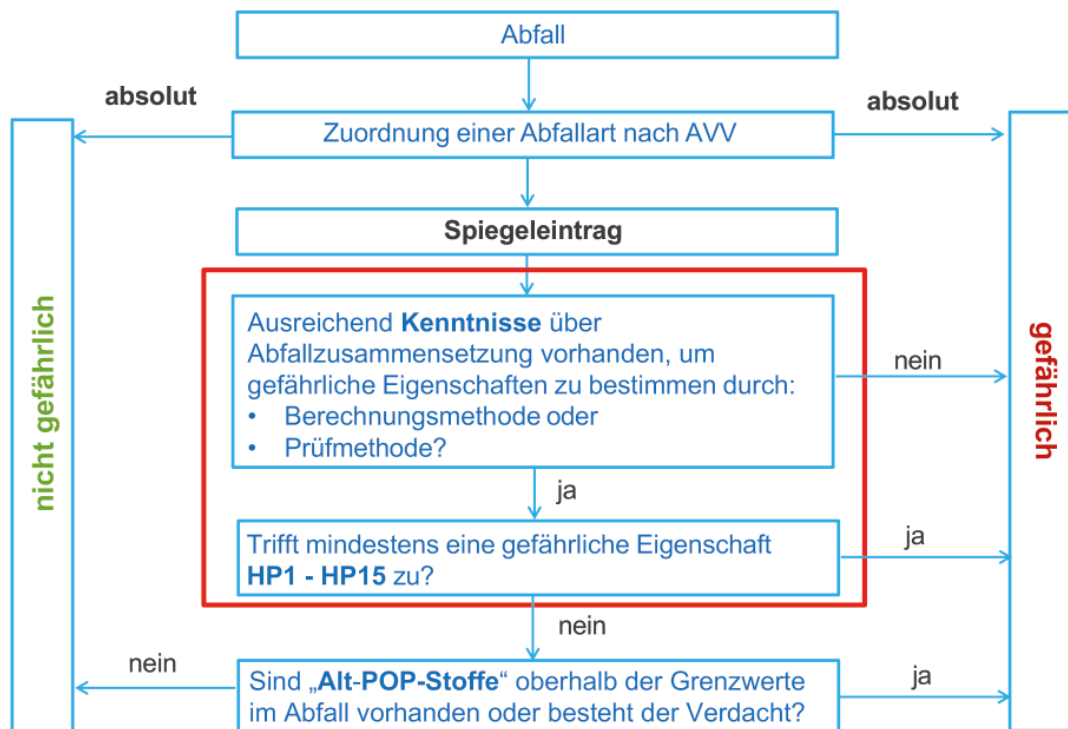 Abfall
absolut
absolut
Zuordnung einer Abfallart nach AVV
Spiegeleintrag
nicht gefährlich
gefährlich
Ausreichend Kenntnisse über
Abfallzusammensetzung vorhanden, um
gefährliche Eigenschaften zu bestimmen durch:
• Berechnungsmethode oder
• Prüfmethode?
nein
ja
Trifft mindestens eine gefährliche Eigenschaft
HP1 - HP15 zu?
ja
nein
nein
Sind „Alt-POP-Stoffe“ oberhalb der Grenzwerte
im Abfall vorhanden oder besteht der Verdacht?
ja